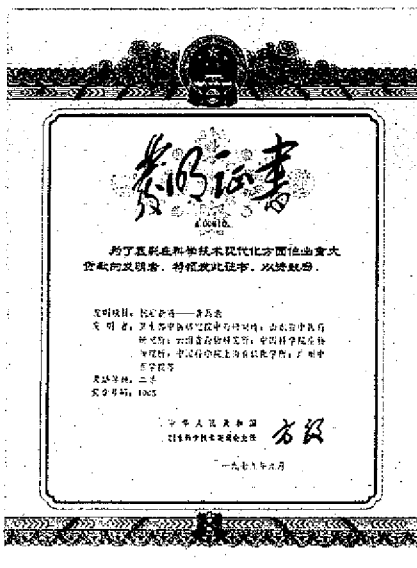 发明证书
为了表彰在科学技术现代化方面作出重大
贡献的发明者，特颁发此证书，以资鼓励。
发明项目：抗疟新药——青蒿素
发 明 者：卫生部中医研究院中药研究所；山东省中医药
研究所；云南省药物研究所；中国科学院生物
物理所；中国科学院上海有机化学所；广州中
医学院等
奖励等级：二等
中华人民共和国
国家科学技术委员会主任 方毅
一九七九年九月